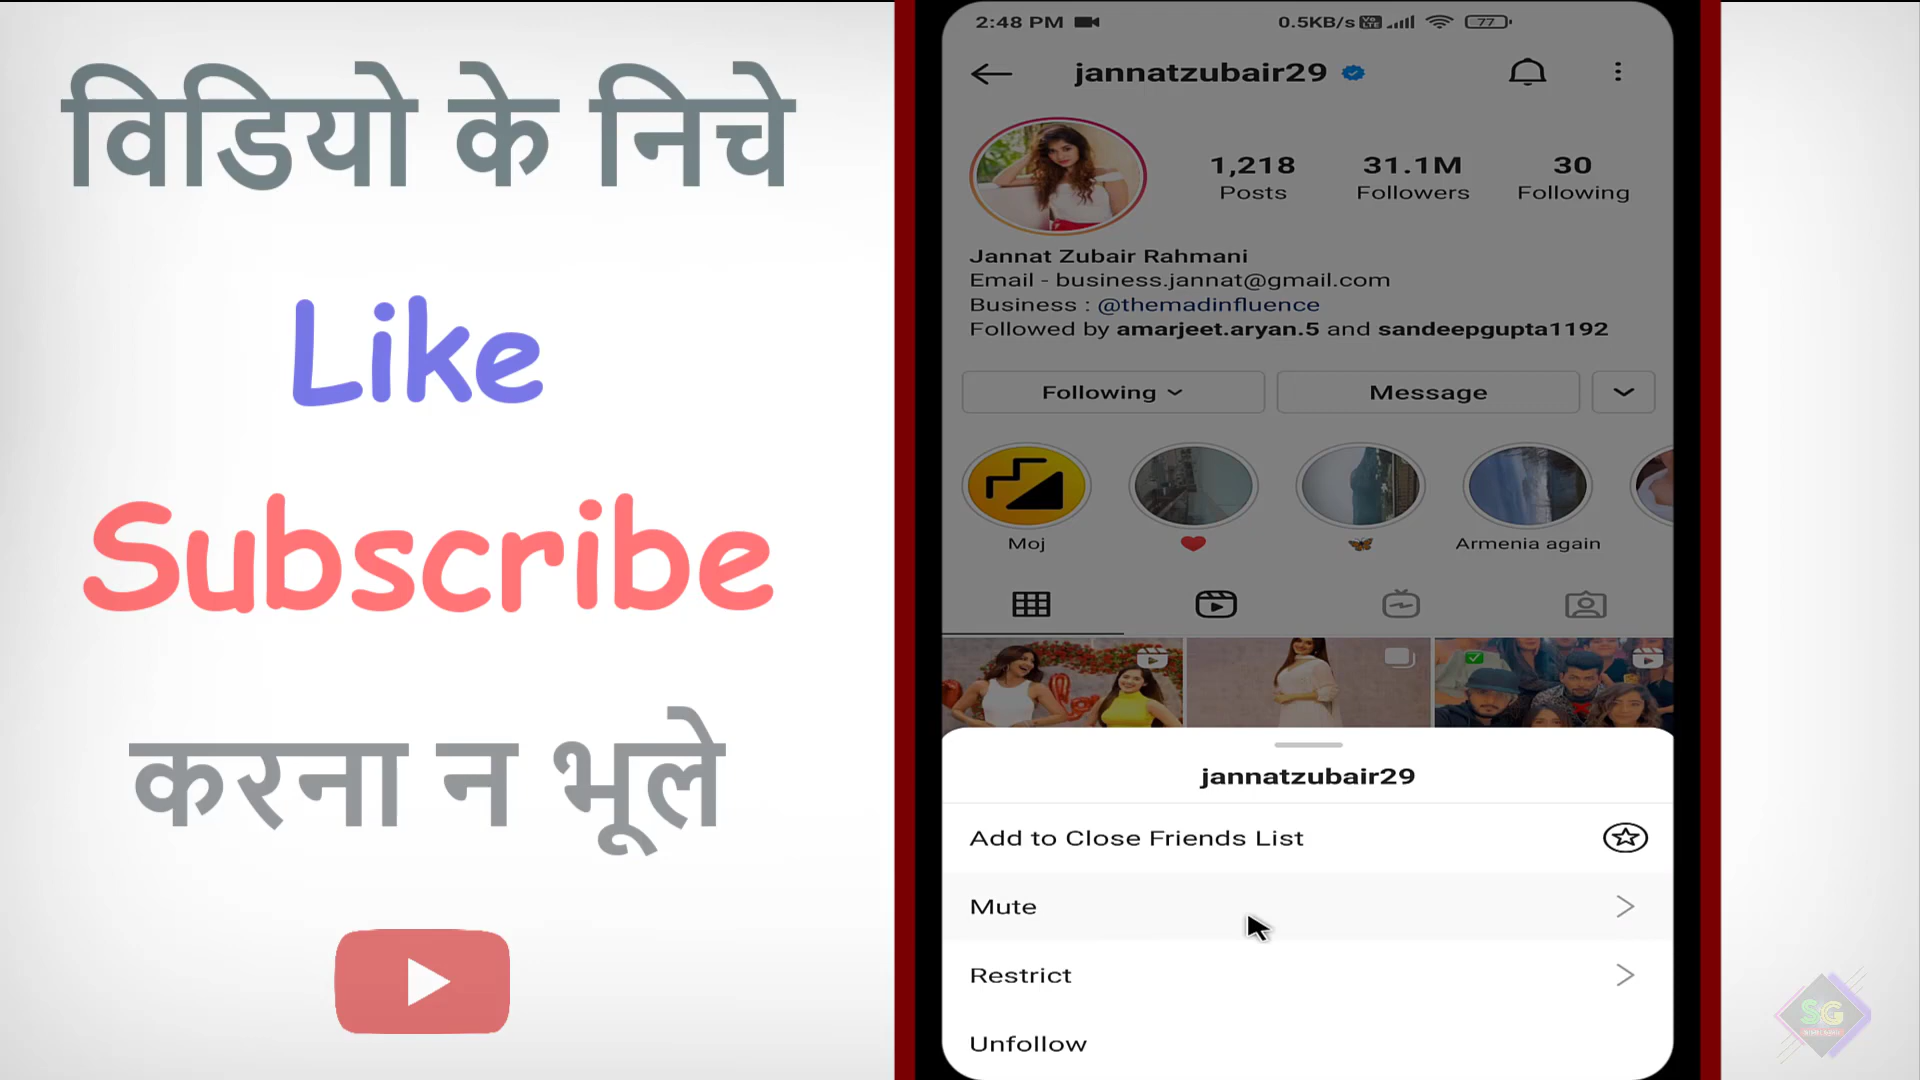 विडियो के निचे
Like
Subscribe
करना न भूले
2:48 PM
0.5KB/s
77
jannatzubair29
1,218
31.1M
30
Posts
Followers
Following
Jannat Zubair Rahmani
Email - business.jannat@gmail.com
Business : @themadinfluence
Followed by amarjeet.aryan.5 and sandeepgupta1192
Following
Message
Moj
Armenia again
jannatzubair29
Add to Close Friends List
Mute
Restrict
Unfollow
SG